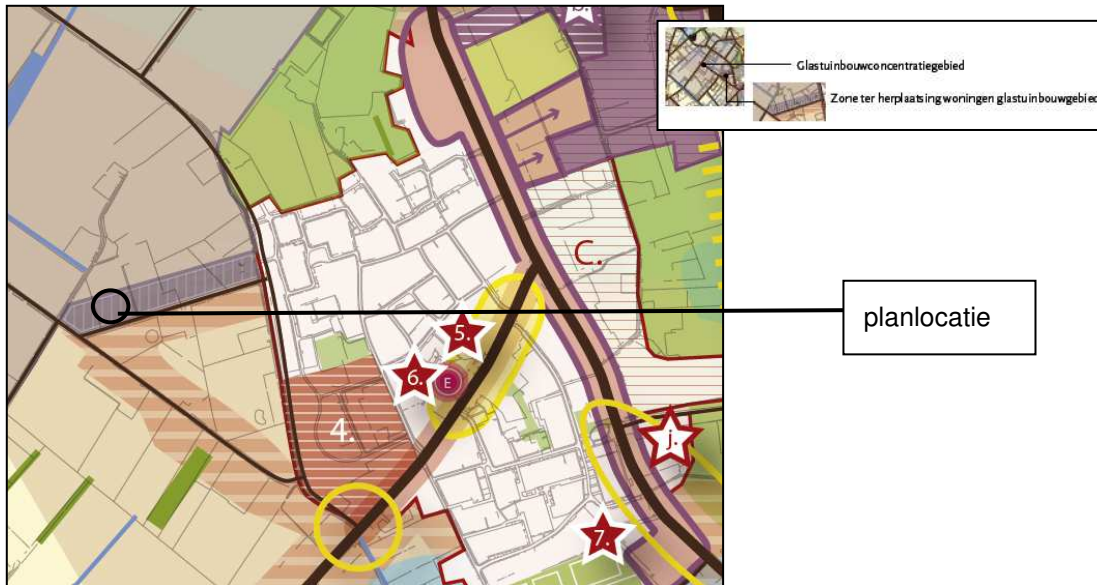 b.
Glastuinbouwconcentratiegebied
Zone ter herplaatsing woningen glastuinbouwgebied
C.
planlocatie
5.
6.
E
4.
j.
7.